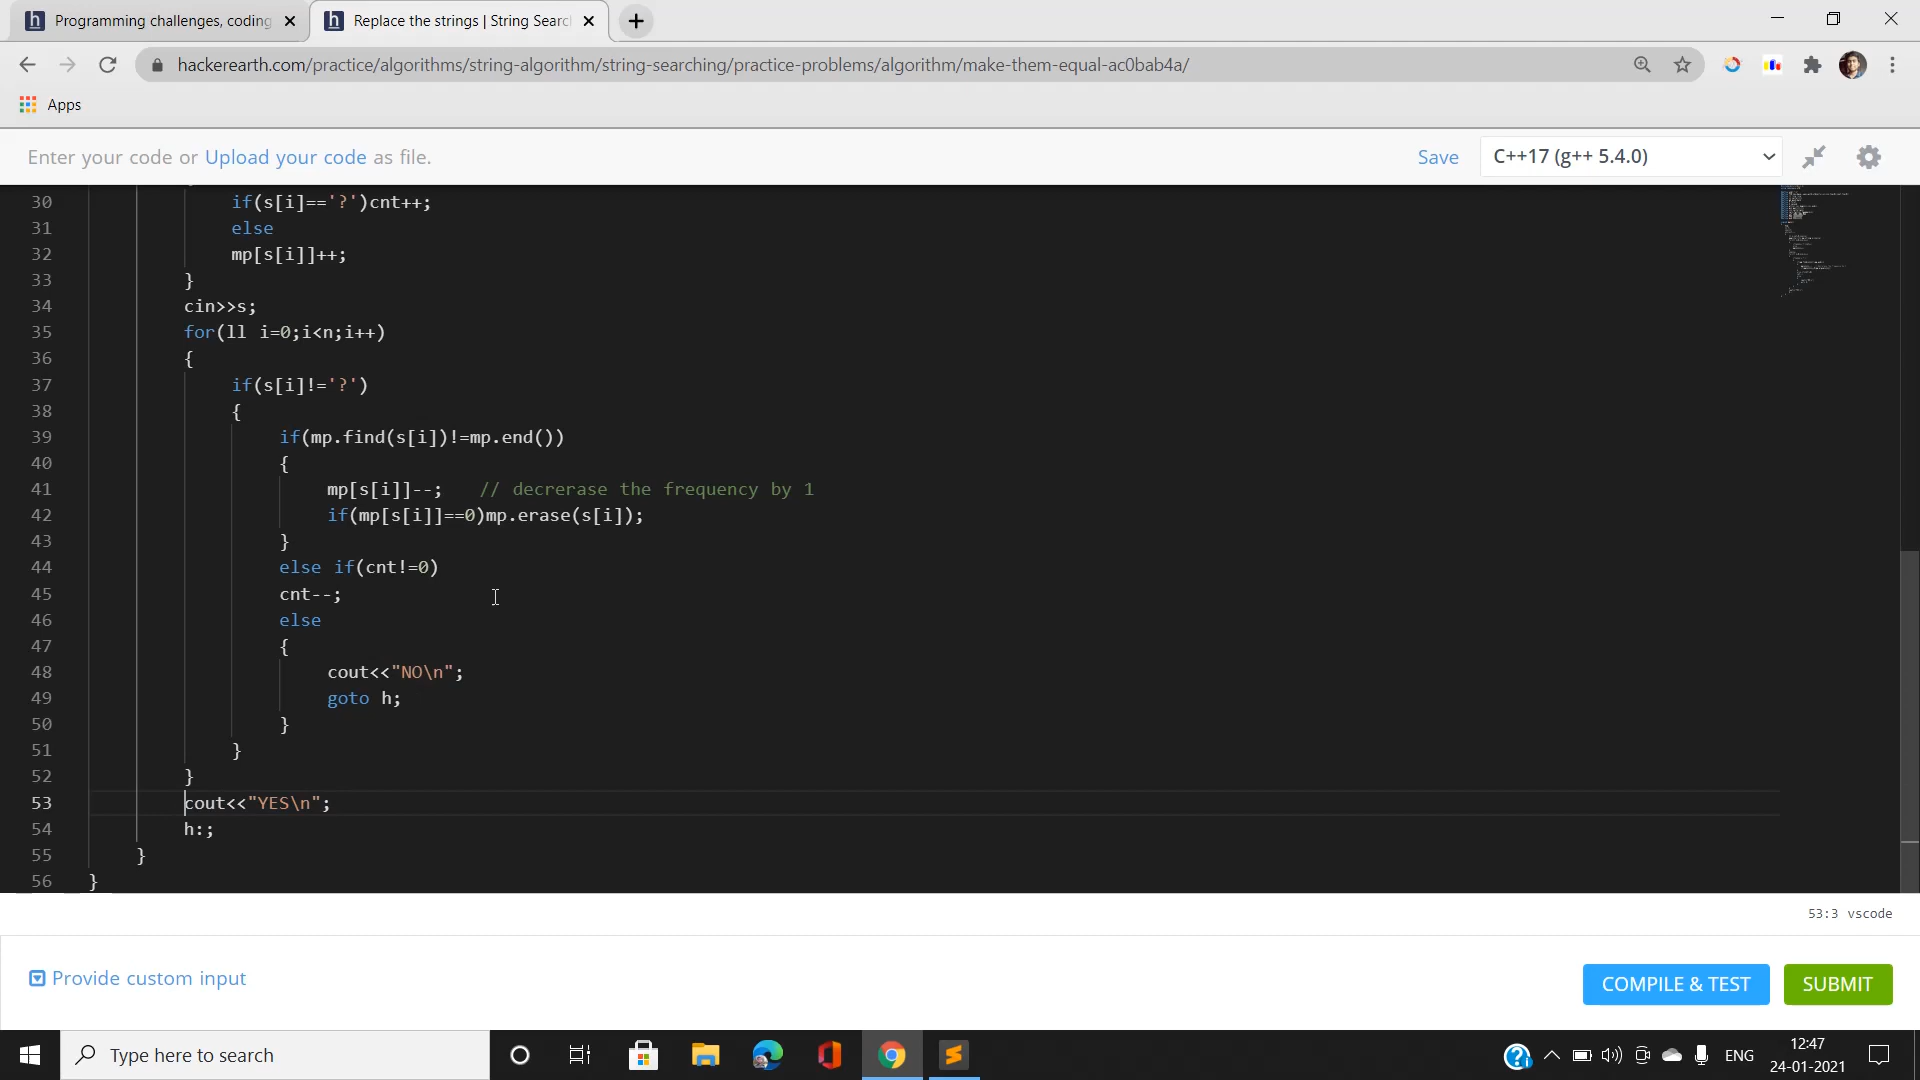 Programming challenges, coding
Replace the strings | String Searc
hackerearth.com/practice/algorithms/string-algorithm/string-searching/practice-problems/algorithm/make-them-equal-ac0bab4a/
Apps
Enter your code or Upload your code as file.
Save
C++17 (g++ 5.4.0)
30 if(s[i]=='?')cnt++;
31 else
32 mp[s[i]]++;
33 }
34 cin>>s;
35 for(ll i=0;i<n;i++)
36 {
37 if(s[i]!='?')
38 {
39 if(mp.find(s[i])!=mp.end())
40 {
41 mp[s[i]]--; // decrerase the frequency by 1
42 if(mp[s[i]]==0)mp.erase(s[i]);
43 }
44 else if(cnt!=0)
45 cnt--;
46 else
47 {
48 cout<<"NO\n";
49 goto h;
50 }
51 }
52 }
53 cout<<"YES\n";
54 h:;
55 }
56 }
53:3 vscode
Provide custom input
COMPILE & TEST
SUBMIT
Type here to search
ENG
12:47
24-01-2021